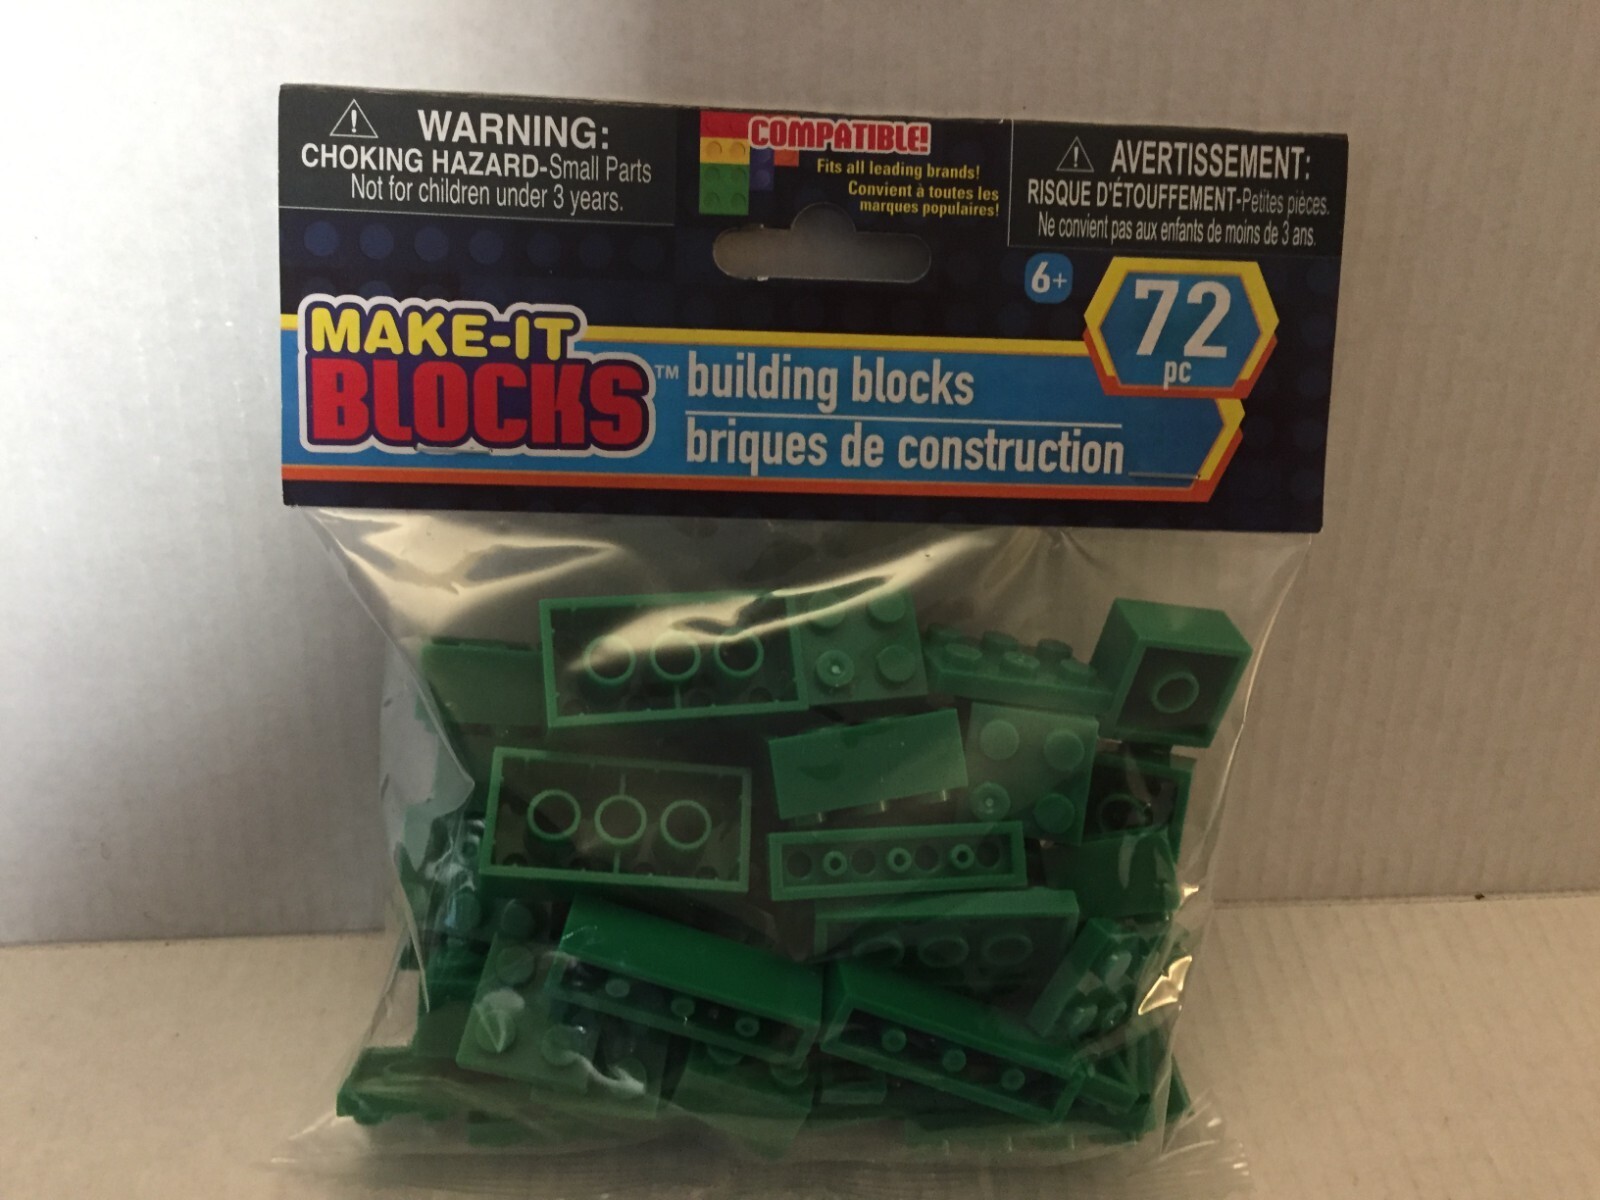 WARNING:
CHOKING HAZARD-Small Parts
Not for children under 3 years.
COMPATIBLE!
Fits all leading brands!
Convient à toutes les
marques populaires!
AVERTISSEMENT:
RISQUE D'ÉTOUFFEMENT-Petites pièces.
Ne convient pas aux enfants de moins de 3 ans.
6+
72
pc
MAKE-IT
BLOCKS™
building blocks
briques de construction